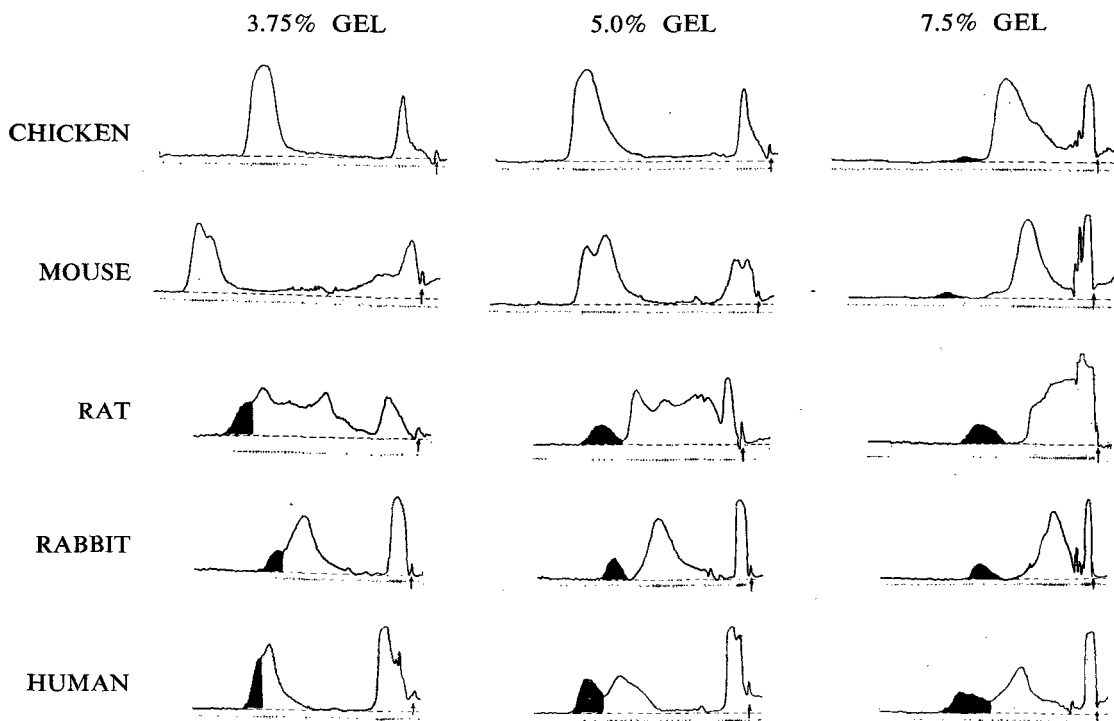 3.75% GEL 5.0% GEL 7.5% GEL
CHICKEN
MOUSE
RAT
RABBIT
HUMAN